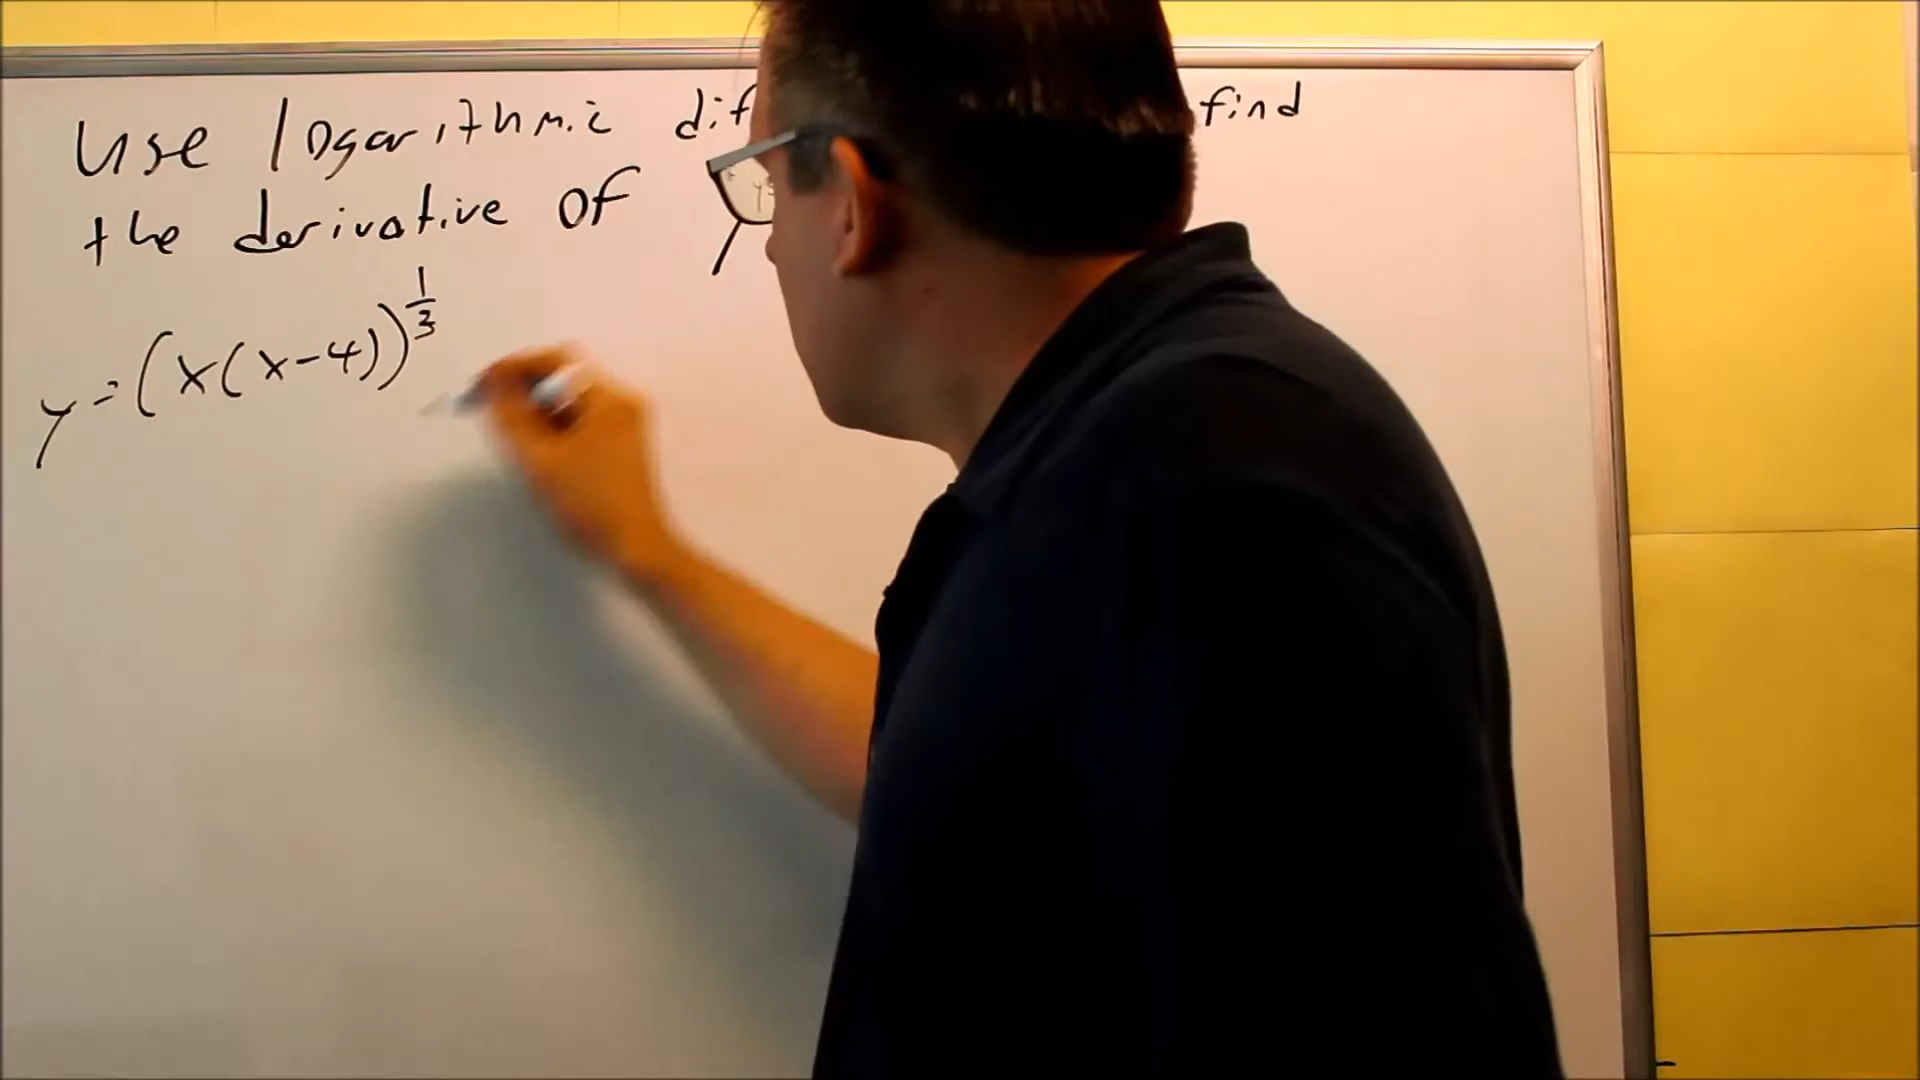 Use logarithmic dif find
the derivative of y
y = (x(x-4))^{1/3}